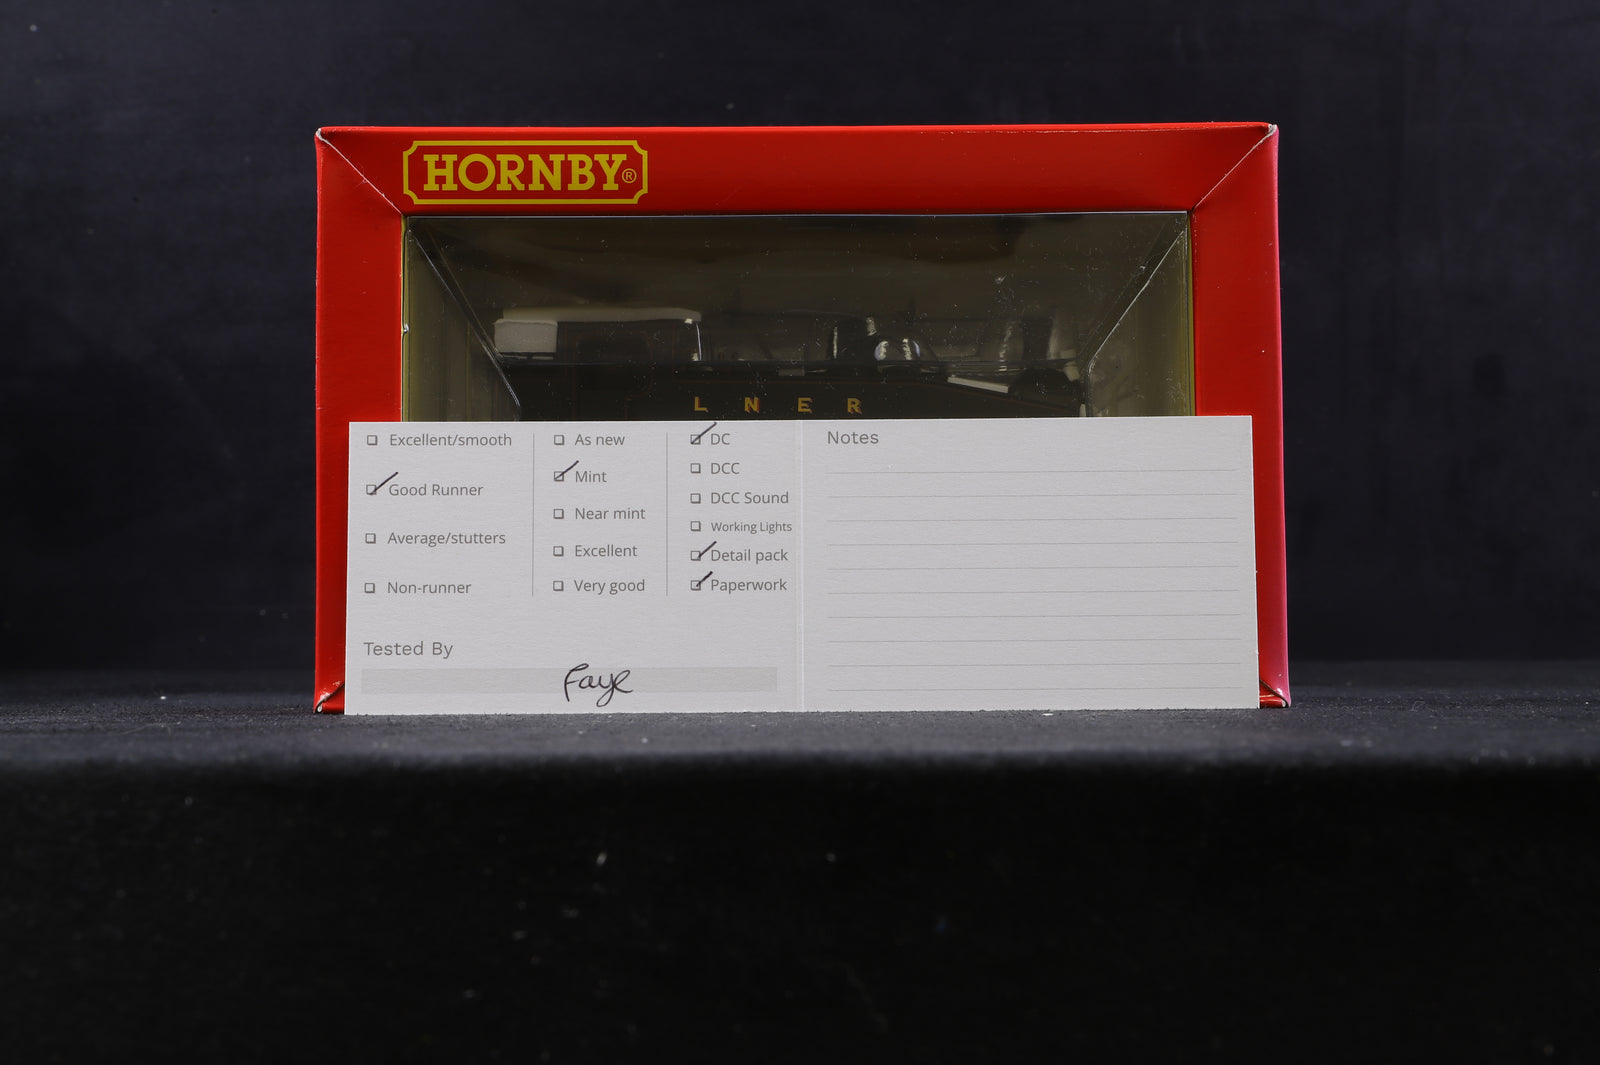 HORNBY®
L N E R
Excellent/smooth
Good Runner
Average/stutters
Non-runner
As new
Mint
Near mint
Excellent
Very good
DC
DCC
DCC Sound
Working Lights
Detail pack
Paperwork
Tested By
Faye
Notes